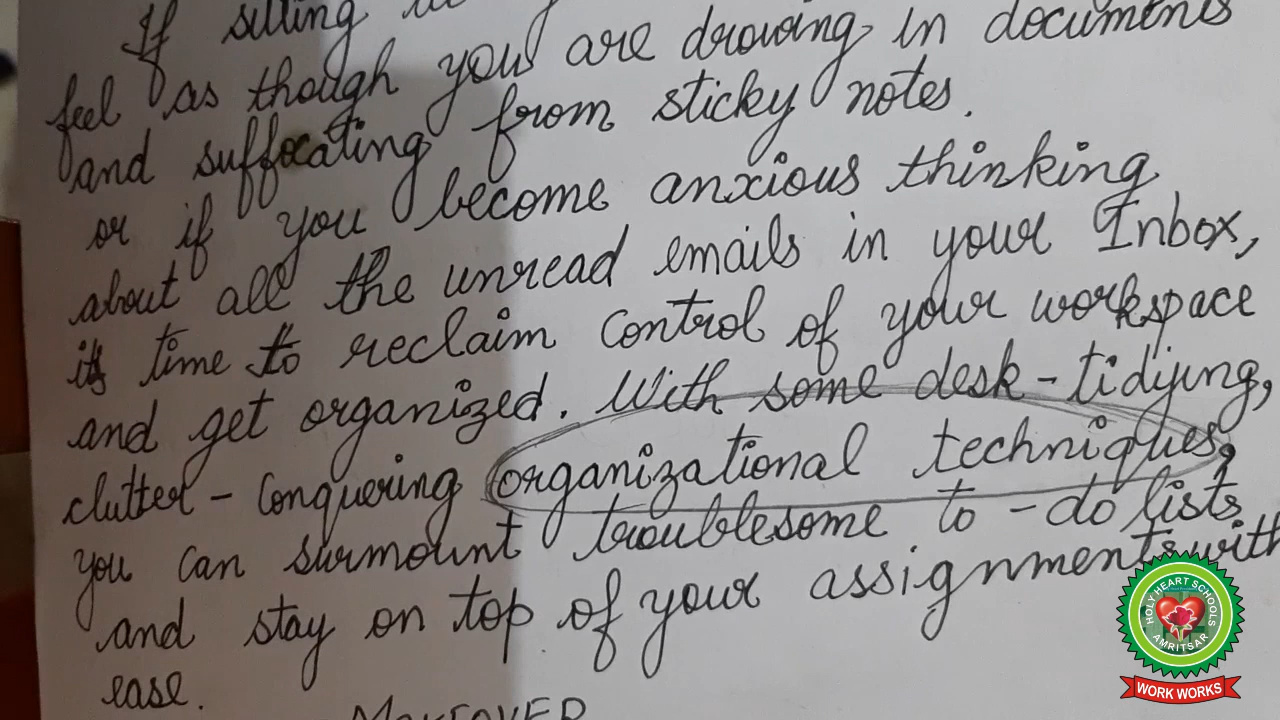 If sitting
feel as though you are drowing in documents
and suffocating from sticky notes.
or if you become anxious thinking
about all the unread emails in your Inbox,
its time to reclaim control of your workspace
and get organized. With some desk-tidying,
clutter-conquering organizational techniques,
you can surmount troublesome to-do lists
and stay on top of your assignments with
ease.
MAKEOVER
HOLY HEART SCHOOLS
AMRITSAR
WORK WORKS